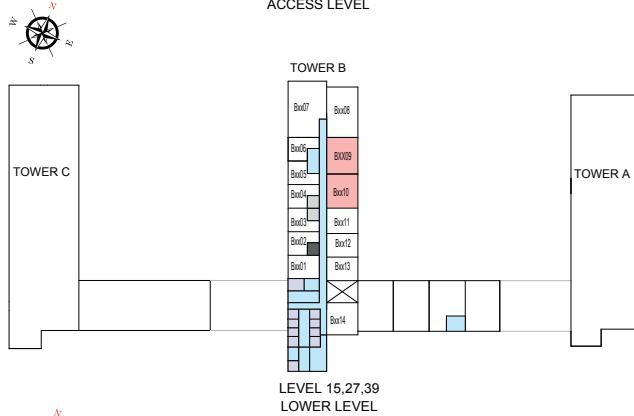 ACCESS LEVEL
N
W
E
S
TOWER B
Bxx07
Bxx08
Bxx06
BXX09
Bxx05
TOWER C
TOWER A
Bxx04
Bxx10
Bxx03
Bxx11
Bxx02
Bxx12
Bxx01
Bxx13
Bxx14
LEVEL 15,27,39
LOWER LEVEL
N